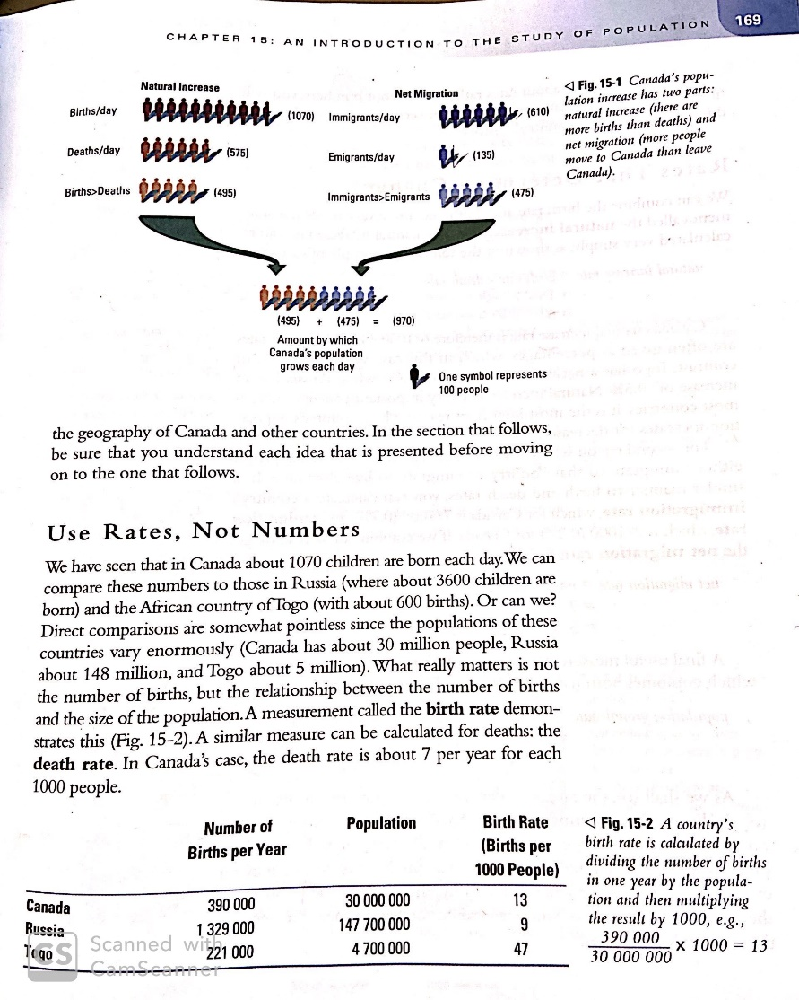 CHAPTER 15: AN INTRODUCTION TO THE STUDY OF POPULATION
169
Natural Increase
Births/day
(1070)
Deaths/day
(575)
Births>Deaths
(495)
Net Migration
Immigrants/day
(610)
Emigrants/day
(135)
Immigrants>Emigrants
(475)
◁ Fig. 15-1 Canada's popu-
lation increase has two parts:
natural increase (there are
more births than deaths) and
net migration (more people
move to Canada than leave
Canada).
(495) + (475) = (970)
Amount by which
Canada's population
grows each day
One symbol represents
100 people
the geography of Canada and other countries. In the section that follows,
be sure that you understand each idea that is presented before moving
on to the one that follows.
Use Rates, Not Numbers
We have seen that in Canada about 1070 children are born each day. We can
compare these numbers to those in Russia (where about 3600 children are
born) and the African country of Togo (with about 600 births). Or can we?
Direct comparisons are somewhat pointless since the populations of these
countries vary enormously (Canada has about 30 million people, Russia
about 148 million, and Togo about 5 million). What really matters is not
the number of births, but the relationship between the number of births
and the size of the population. A measurement called the birth rate demon-
strates this (Fig. 15-2). A similar measure can be calculated for deaths: the
death rate. In Canada's case, the death rate is about 7 per year for each
1000 people.
Number of
Births per Year
Population
Birth Rate
(Births per
1000 People)
Canada 390 000 30 000 000 13
Russia 1 329 000 147 700 000 9
Togo 221 000 4 700 000 47
◁ Fig. 15-2 A country's
birth rate is calculated by
dividing the number of births
in one year by the popula-
tion and then multiplying
the result by 1000, e.g.,
390 000
30 000 000
x 1000 = 13
CS
Scanned with
CamScanner